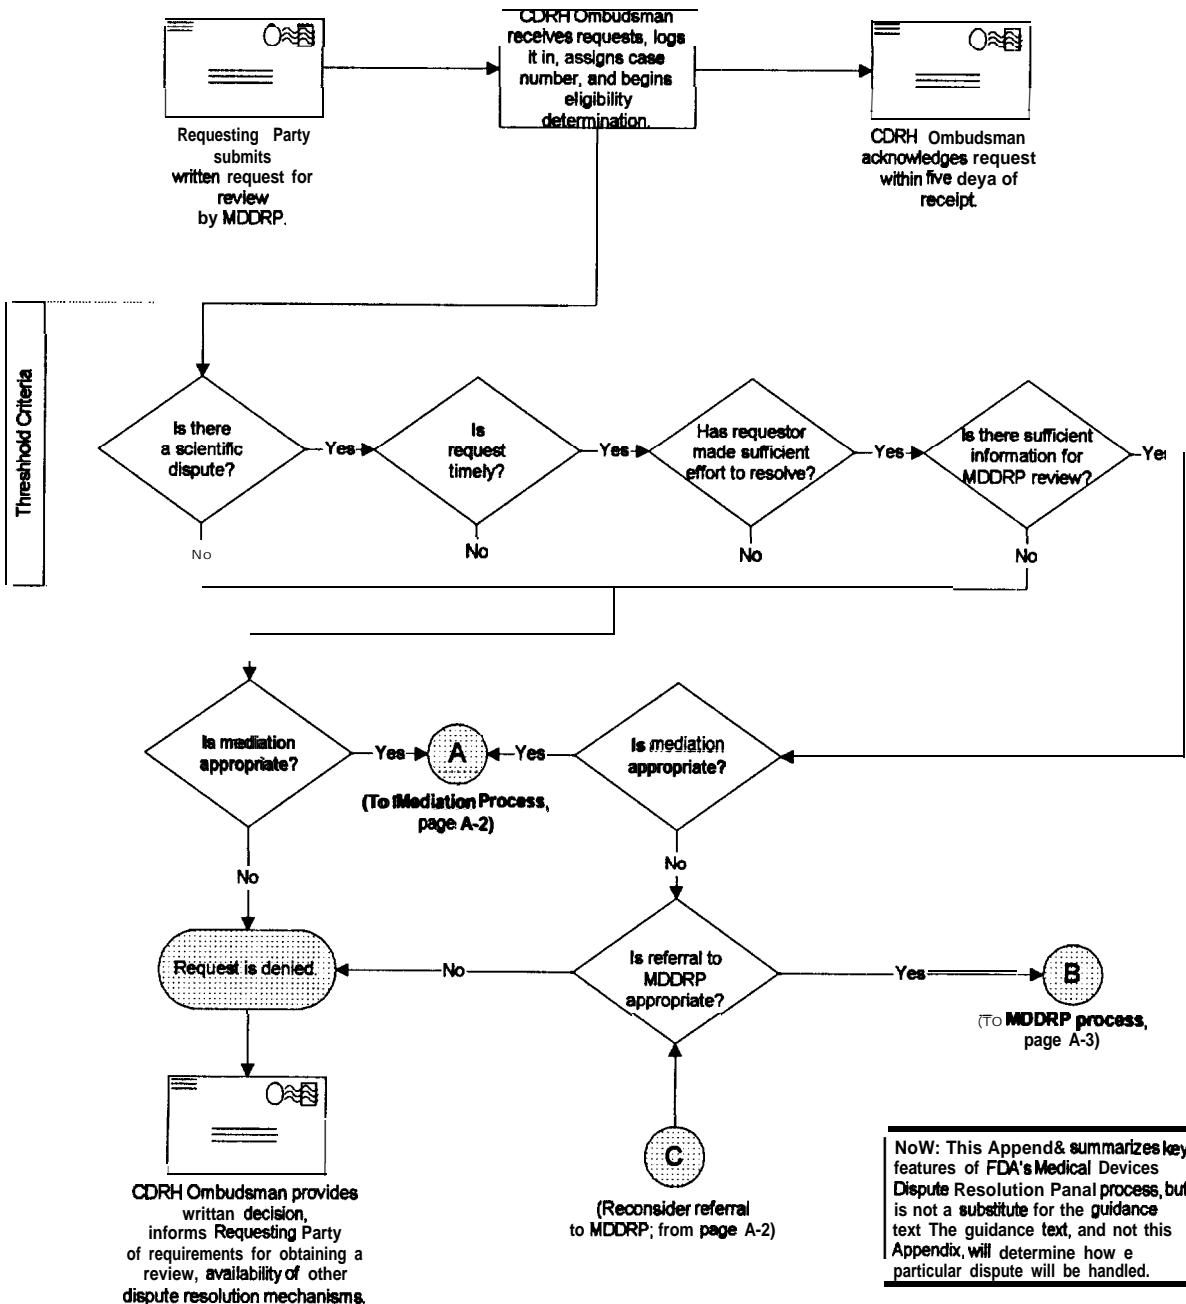 CDRH Ombudsman
receives requests, logs
it in, assigns case
number, and begins
eligibility
determination.
Requesting Party
submits
written request for
review
by MDDRP.
CDRH Ombudsman
acknowledges request
within five deya of
receipt.
Threshhold Criteria
Is there
a scientific
dispute?
Yes
Is
request
timely?
Yes
Has requestor
made sufficient
effort to resolve?
Yes
Is there sufficient
information for
MDDRP review?
No
No
No
No
Is mediation
appropriate?
Yes
A
Yes
Is mediation
appropriate?
(To Mediation Process,
page A-2)
No
No
Request is denied.
No
Is referral to
MDDRP
appropriate?
Yes
B
(To MDDRP process,
page A-3)
C
(Reconsider referral
to MDDRP; from page A-2)
CDRH Ombudsman provides
writtan decision,
informs Requesting Party
of requirements for obtaining a
review, availability of other
dispute resolution mechanisms.
NoW: This Append& summarizes key
features of FDA's Medical Devices
Dispute Resolution Panal process, but
is not a substitute for the guidance
text The guidance text, and not this
Appendix, will determine how e
particular dispute will be handled.